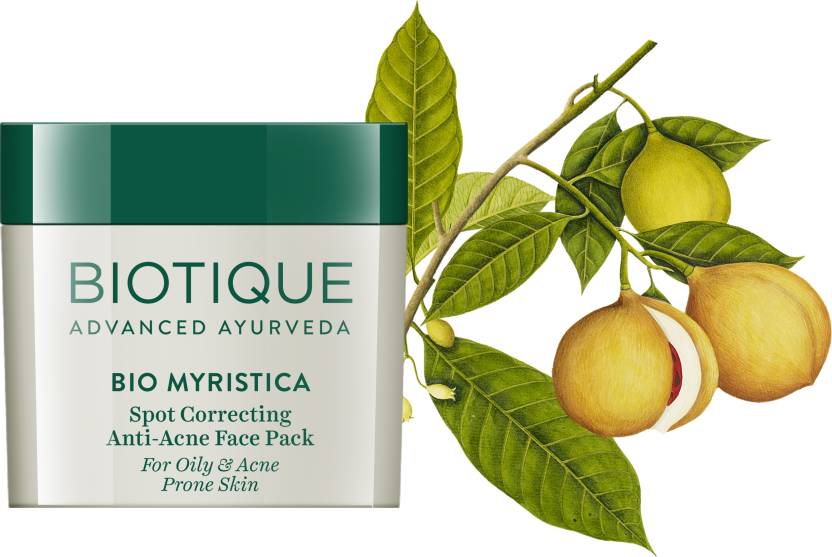 BIOTIQUE
ADVANCED AYURVEDA
BIO MYRISTICA
Spot Correcting
Anti-Acne Face Pack
For Oily & Acne
Prone Skin